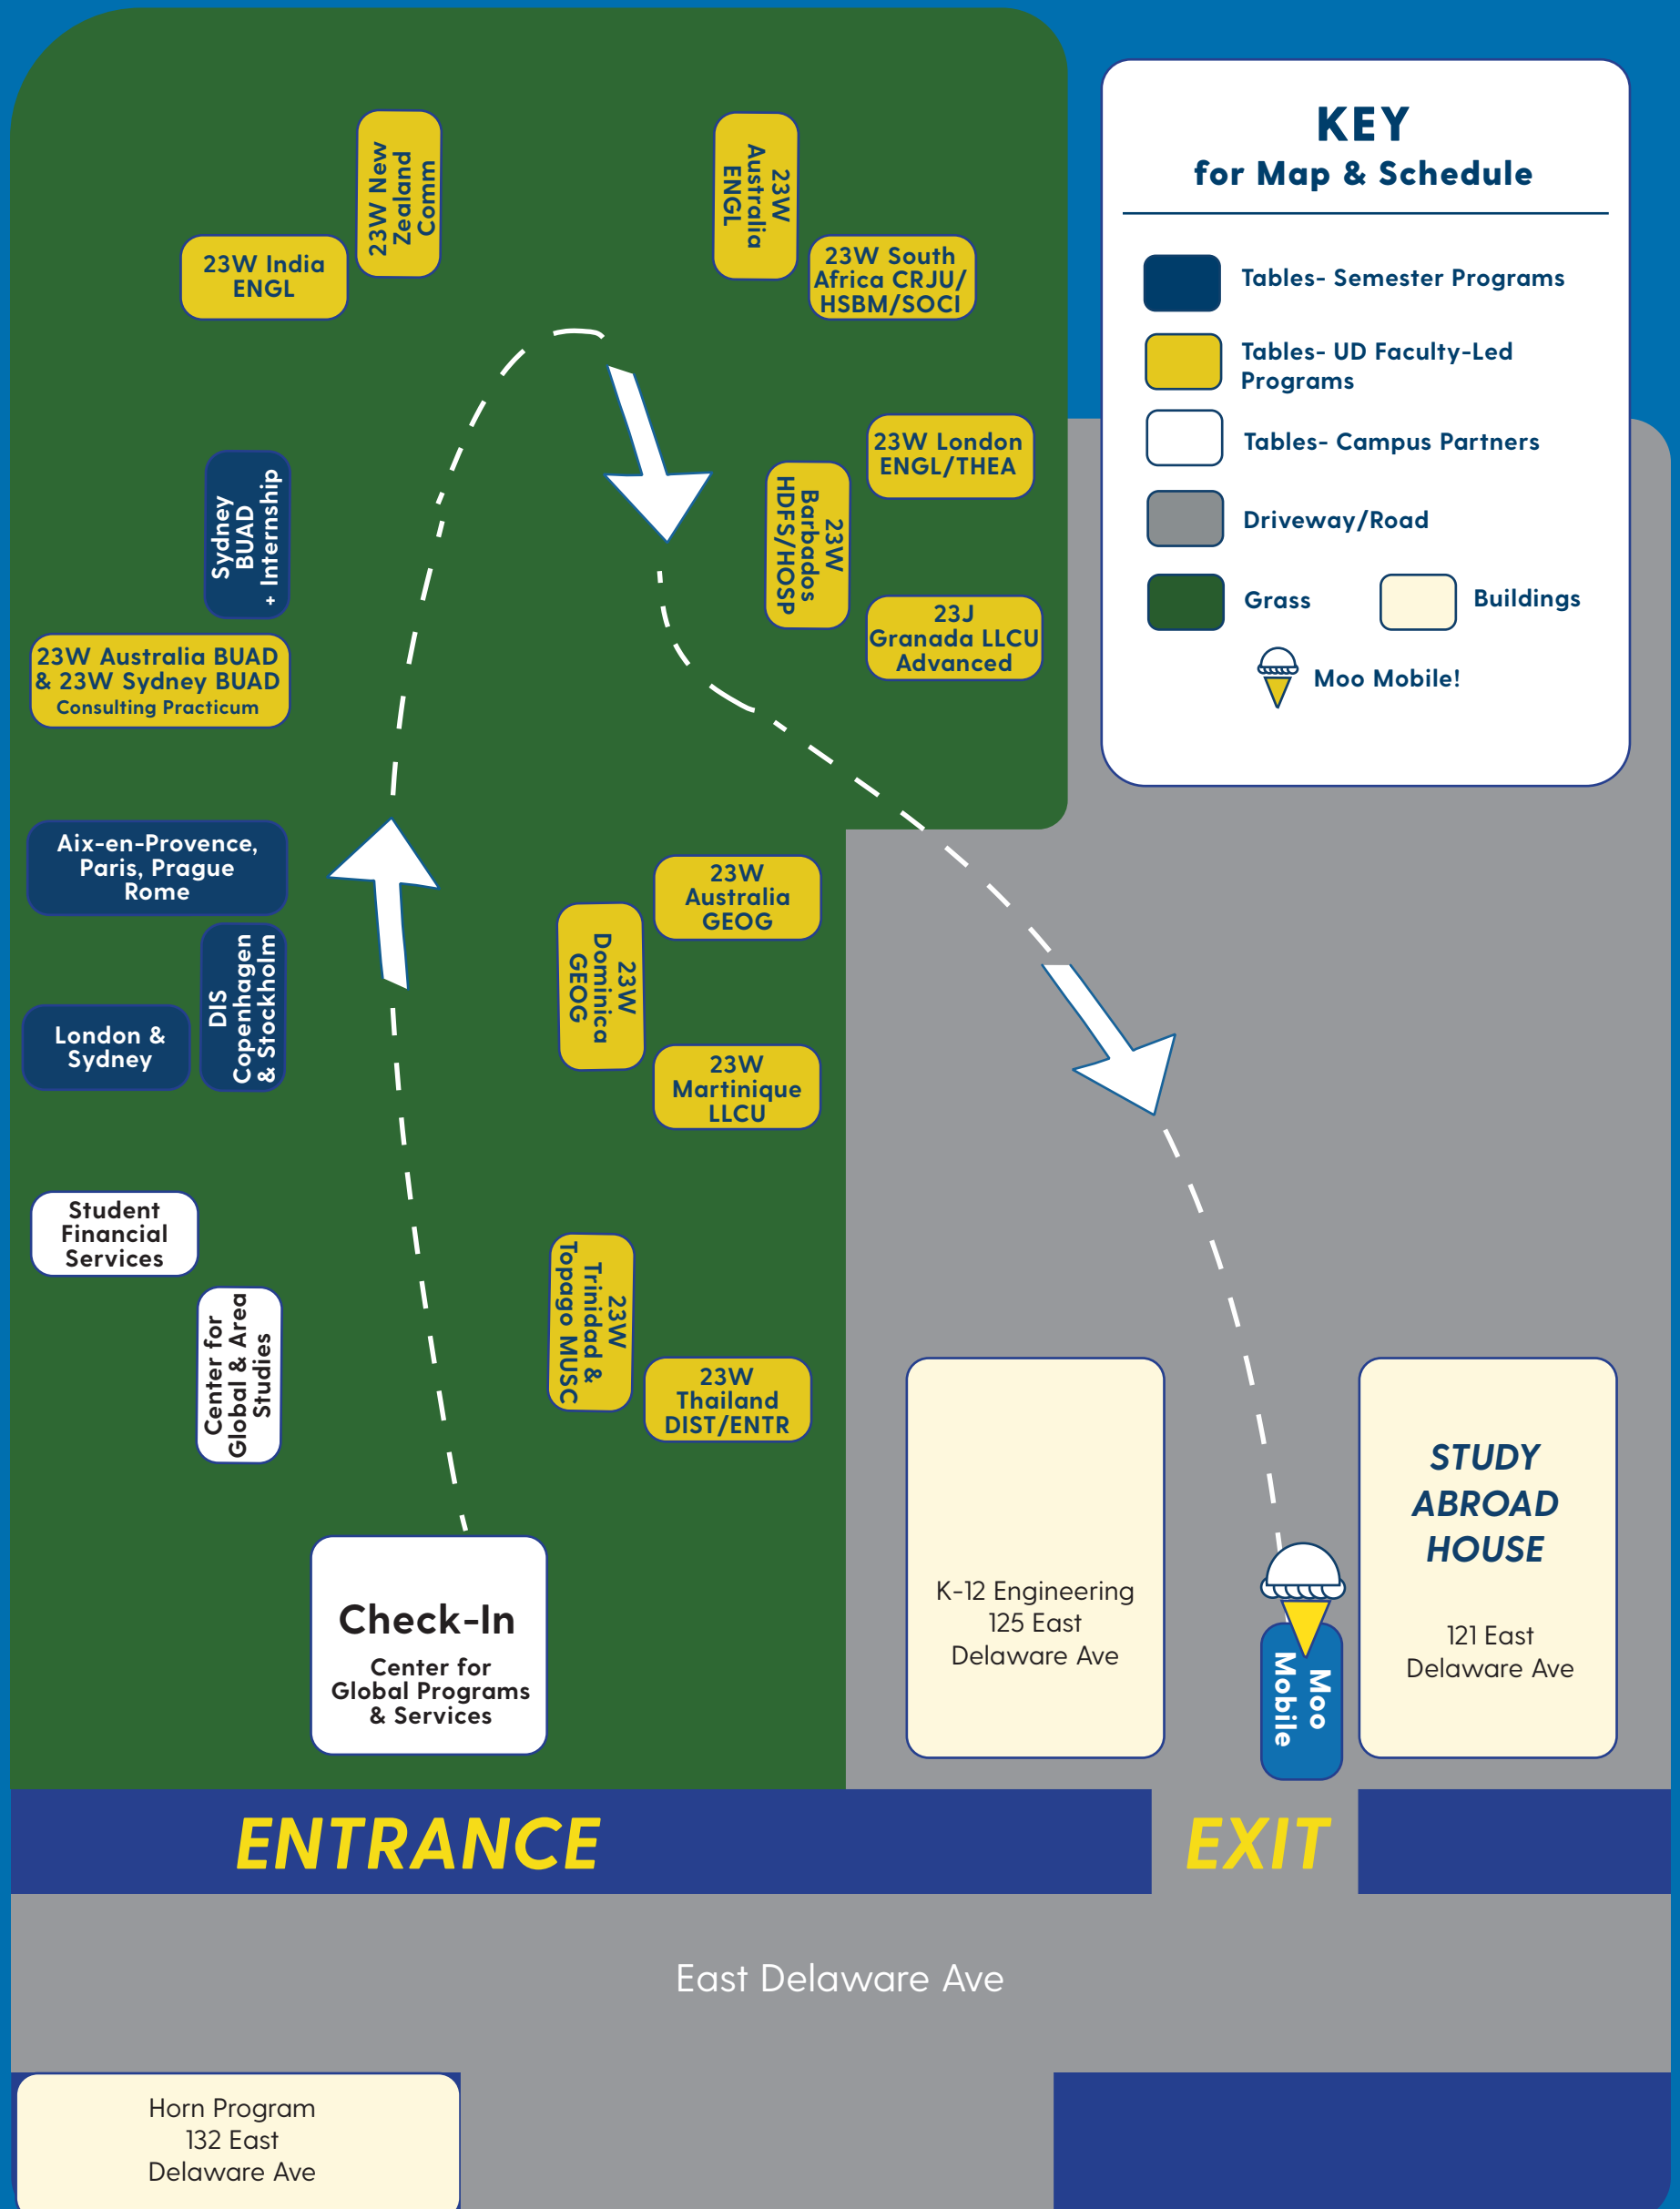 KEY
for Map & Schedule
Tables- Semester Programs
Tables- UD Faculty-Led
Programs
Tables- Campus Partners
Driveway/Road
Grass
Buildings
Moo Mobile!
23W New
Zealand
Comm
23W India
ENGL
23W
Australia
ENGL
23W South
Africa CRJU/
HSBM/SOCI
23W London
ENGL/THEA
23W
Barbados
HDFS/HOSP
23J
Granada LLCU
Advanced
Sydney
BUAD
+ Internship
23W Australia BUAD
& 23W Sydney BUAD
Consulting Practicum
Aix-en-Provence,
Paris, Prague
Rome
DIS
Copenhagen
& Stockholm
London &
Sydney
23W
Australia
GEOG
23W
Dominica
GEOG
23W
Martinique
LLCU
Student
Financial
Services
Center for
Global & Area
Studies
23W
Trinidad &
Topago MUSC
23W
Thailand
DIST/ENTR
Check-In
Center for
Global Programs
& Services
K-12 Engineering
125 East
Delaware Ave
STUDY
ABROAD
HOUSE
121 East
Delaware Ave
Moo
Mobile
ENTRANCE
EXIT
East Delaware Ave
Horn Program
132 East
Delaware Ave